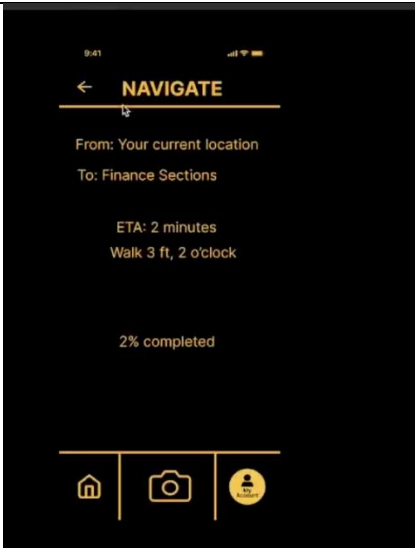 9:41
NAVIGATE
From: Your current location
To: Finance Sections
ETA: 2 minutes
Walk 3 ft, 2 o'clock
2% completed
My
Account